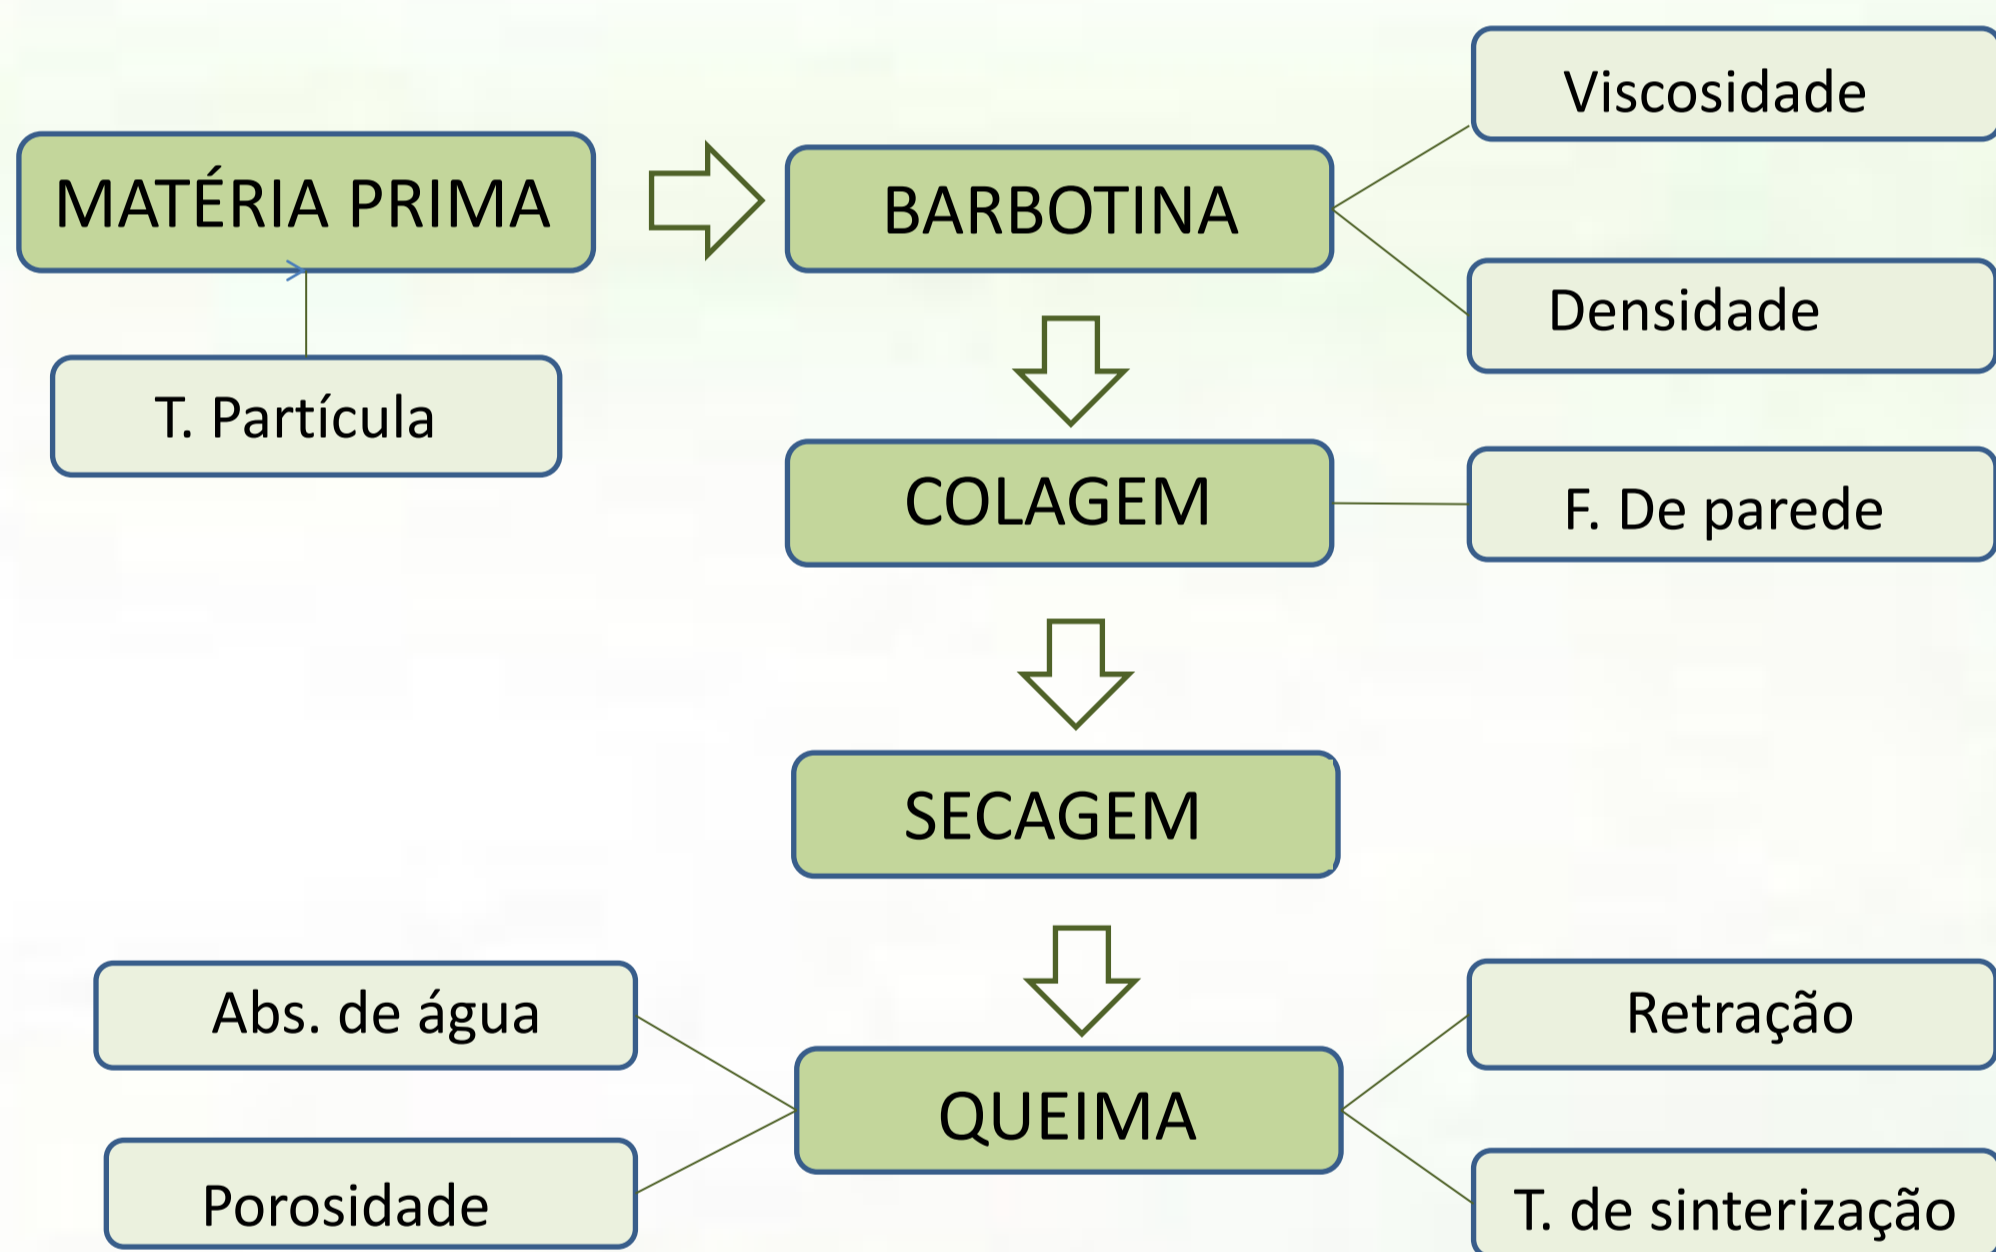 Viscosidade
MATÉRIA PRIMA
BARBOTINA
Densidade
T. Partícula
COLAGEM
F. De parede
SECAGEM
Abs. de água
Retração
QUEIMA
Porosidade
T. de sinterização